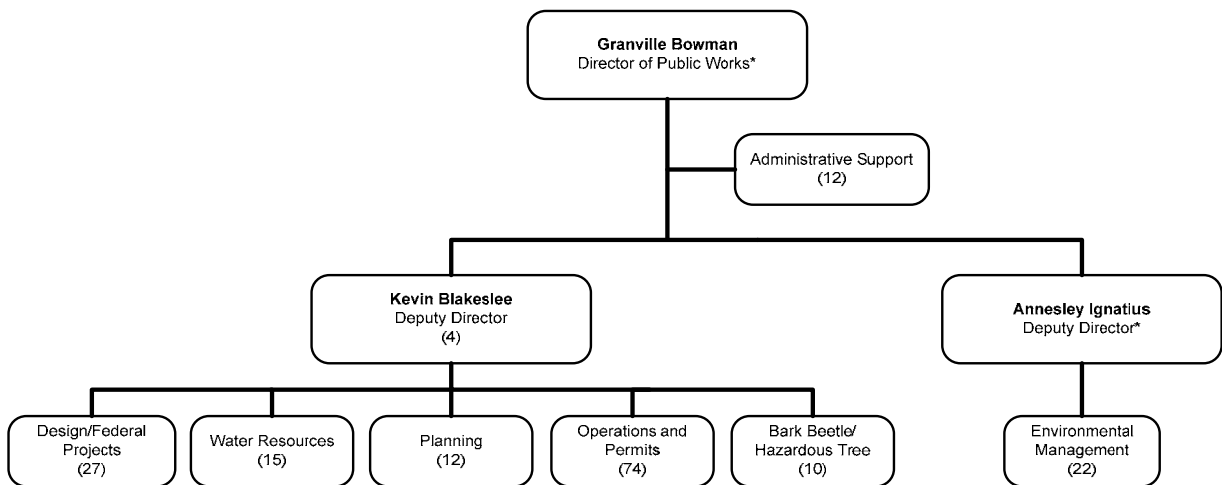 Granville Bowman
Director of Public Works*
Administrative Support
(12)
Kevin Blakeslee
Deputy Director
(4)
Annesley Ignatius
Deputy Director*
Design/Federal
Projects
(27)
Water Resources
(15)
Planning
(12)
Operations and
Permits
(74)
Bark Beetle/
Hazardous Tree
(10)
Environmental
Management
(22)